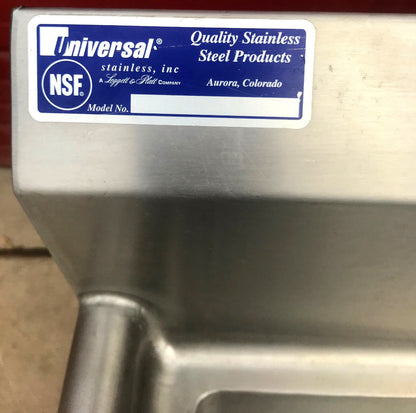 Universal®
stainless, inc
A Leggett & Platt COMPANY
NSF®
Model No.
Quality Stainless
Steel Products
Aurora, Colorado